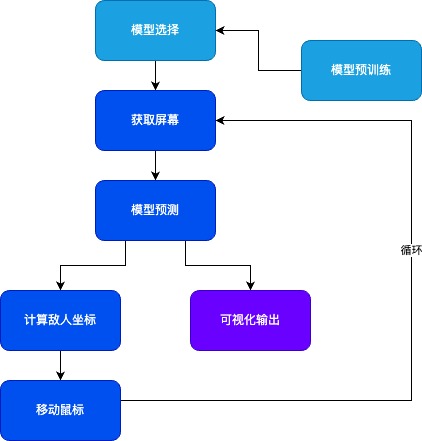 模型选择
模型预训练
获取屏幕
模型预测
循环
计算敌人坐标
可视化输出
移动鼠标